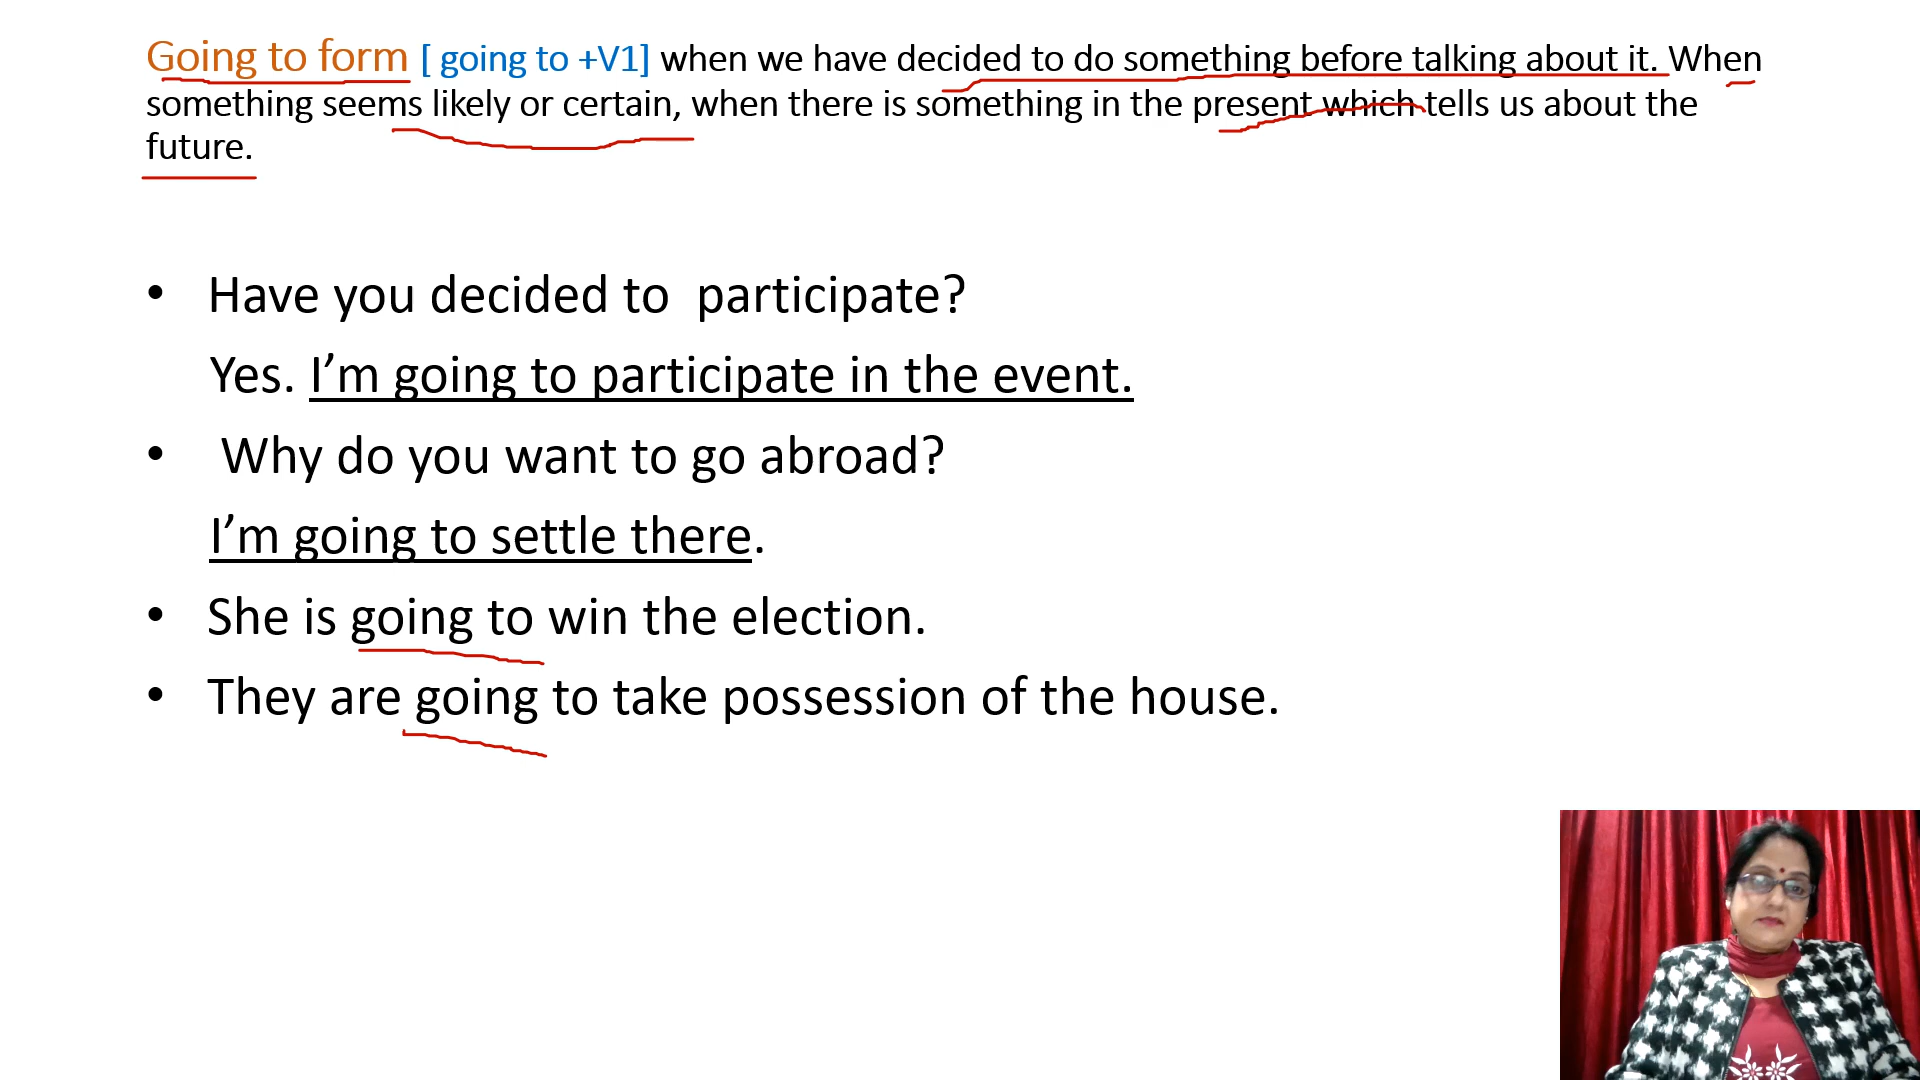 Going to form [ going to +V1] when we have decided to do something before talking about it. When
something seems likely or certain, when there is something in the present which tells us about the
future.
• Have you decided to  participate?
Yes. I’m going to participate in the event.
• Why do you want to go abroad?
I’m going to settle there.
• She is going to win the election.
• They are going to take possession of the house.